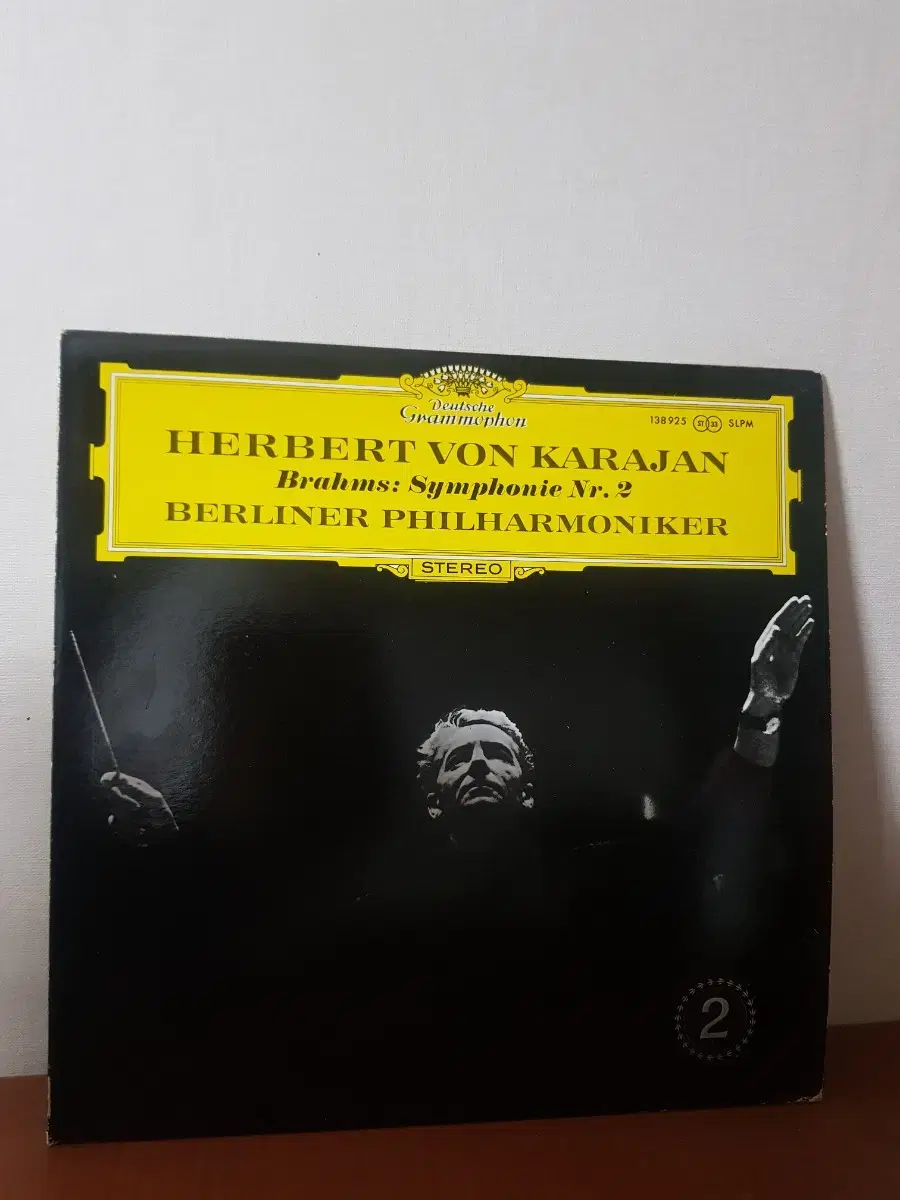 Deutsche
Grammophon
138925 ST 33 SLPM
HERBERT VON KARAJAN
Brahms: Symphonie Nr. 2
BERLINER PHILHARMONIKER
STEREO
2